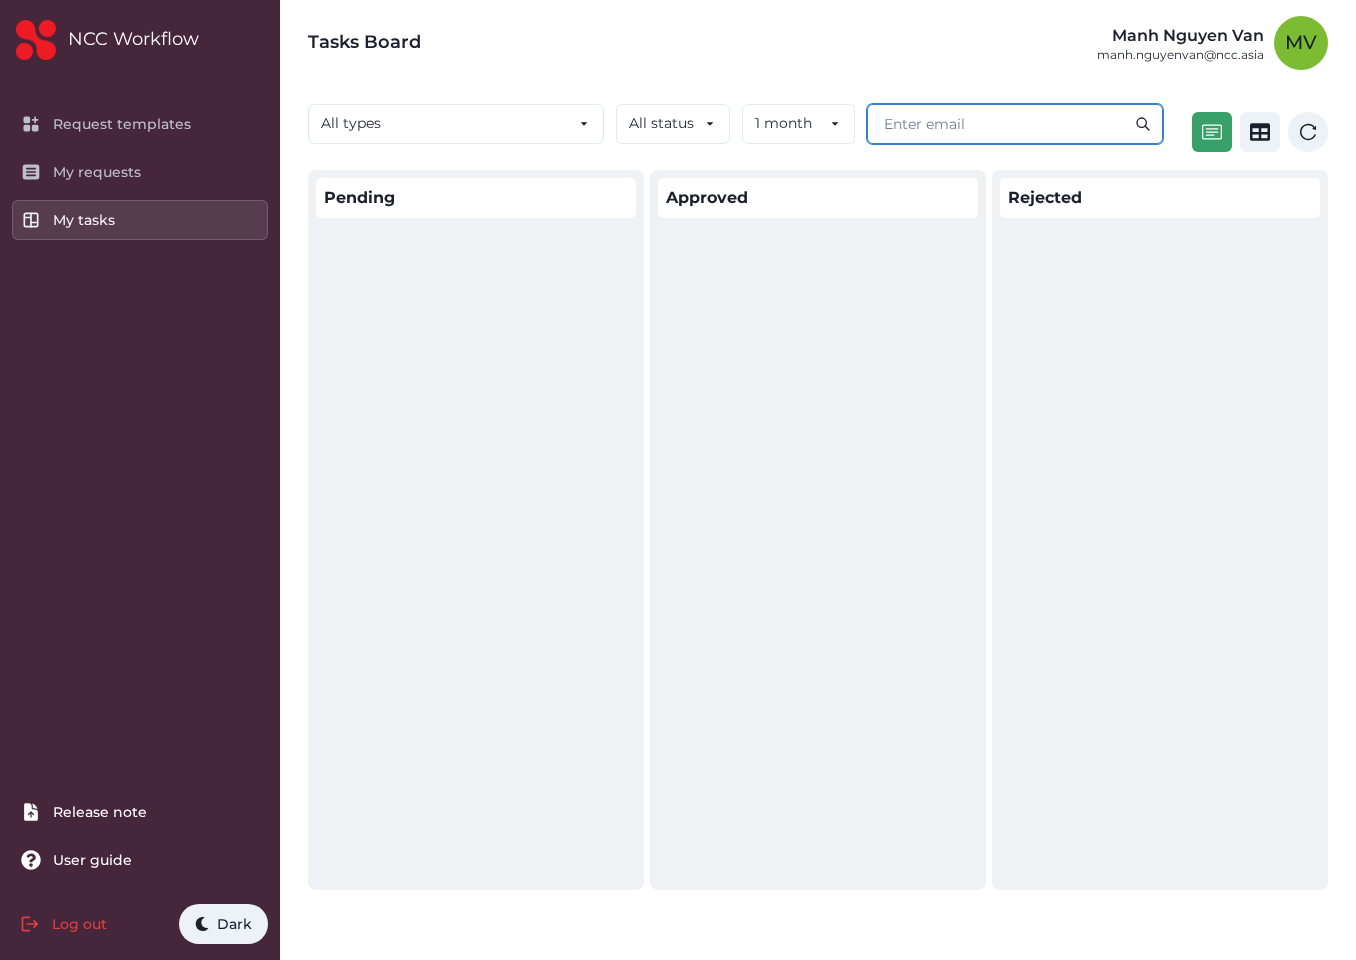 NCC Workflow
Request templates
My requests
My tasks
Release note
User guide
Log out
Dark
Tasks Board
Manh Nguyen Van
manh.nguyenvan@ncc.asia
MV
All types
All status
1 month
Enter email
Pending
Approved
Rejected